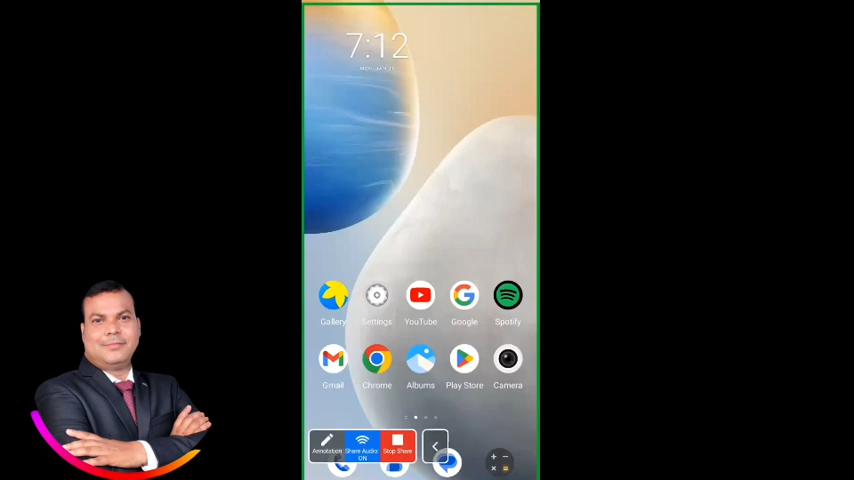 7:12
Gallery
Settings
YouTube
Google
Spotify
Gmail
Chrome
Albums
Play Store
Camera
Annotation
Share Audio: ON
Stop Share